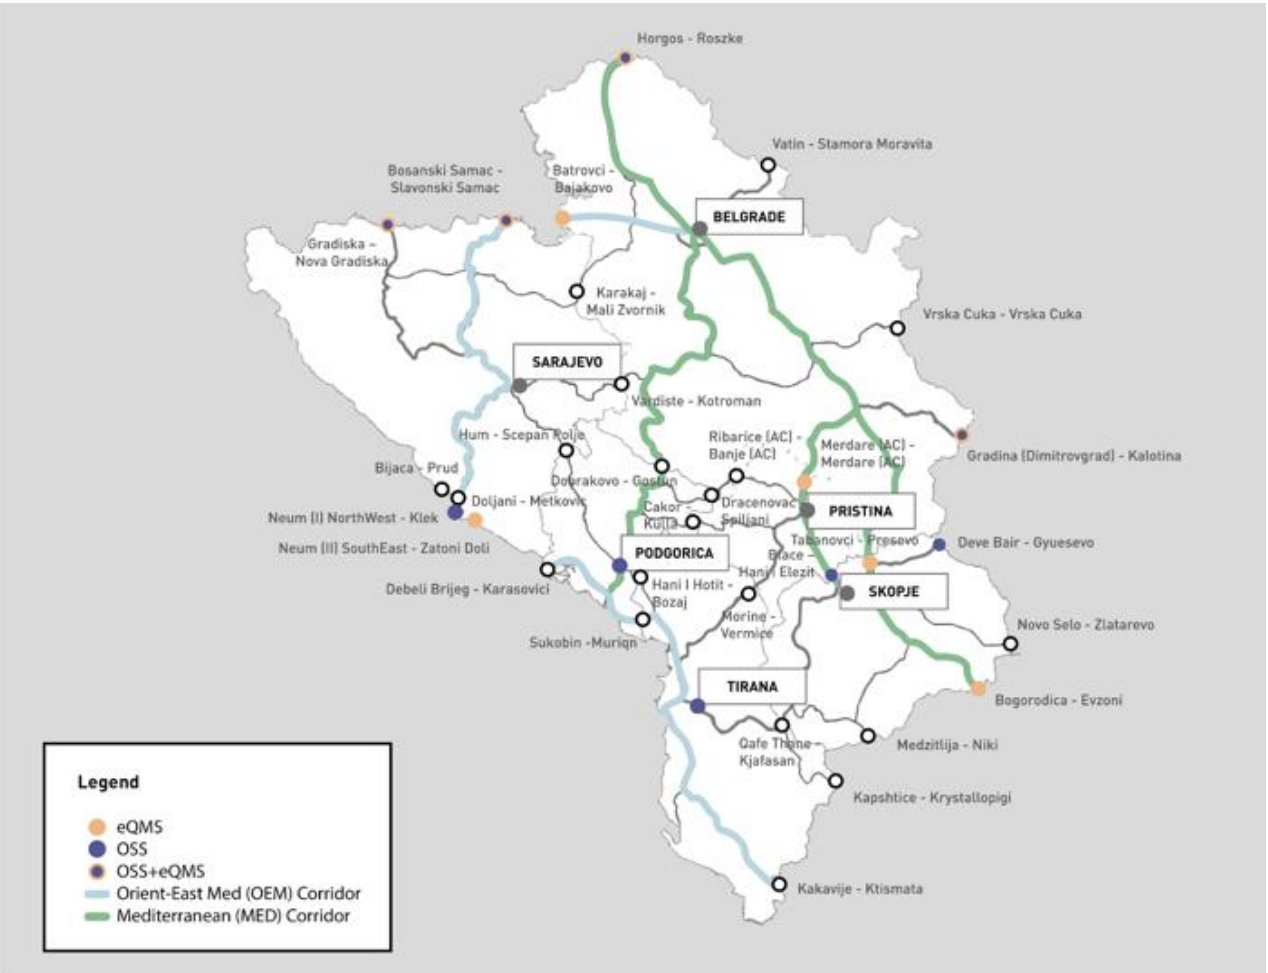 Horgos - Roszke
Vatin - Stamora Moravita
Bosanski Samac -
Slavonski Samac
Batrovci -
Bajakovo
BELGRADE
Gradiska -
Nova Gradiska
Karakaj -
Mali Zvornik
Vrska Cuka - Vrska Cuka
SARAJEVO
Vardiste - Kotroman
Hum - Scepan Polje
Ribarice (AC) -
Banje (AC)
Merdare (AC) -
Merdare (AC)
Gradina (Dimitrovgrad) - Kalotina
Bijaca - Prud
Dobrakovo - Gostun
Doljani - Metkovic
Cakor -
Kulla
Dracenovac
Spiljani
PRISTINA
Neum (I) NorthWest - Klek
Neum (II) SouthEast - Zatoni Doli
Tabanovci - Presevo
Deve Bair - Gyuesevo
PODGORICA
Blace -
Hani I Elezit
Debeli Brijeg - Karasovici
Hani I Hotit -
Bozaj
SKOPJE
Morine -
Vermice
Novo Selo - Zlatarevo
Sukobin -Muriqn
TIRANA
Bogorodica - Evzoni
Qafe Thane -
Kjafasan
Medzitlija - Niki
Kapshtice - Krystallopigi
Kakavije - Ktismata
Legend
eQMS
OSS
OSS+eQMS
Orient-East Med (OEM) Corridor
Mediterranean (MED) Corridor